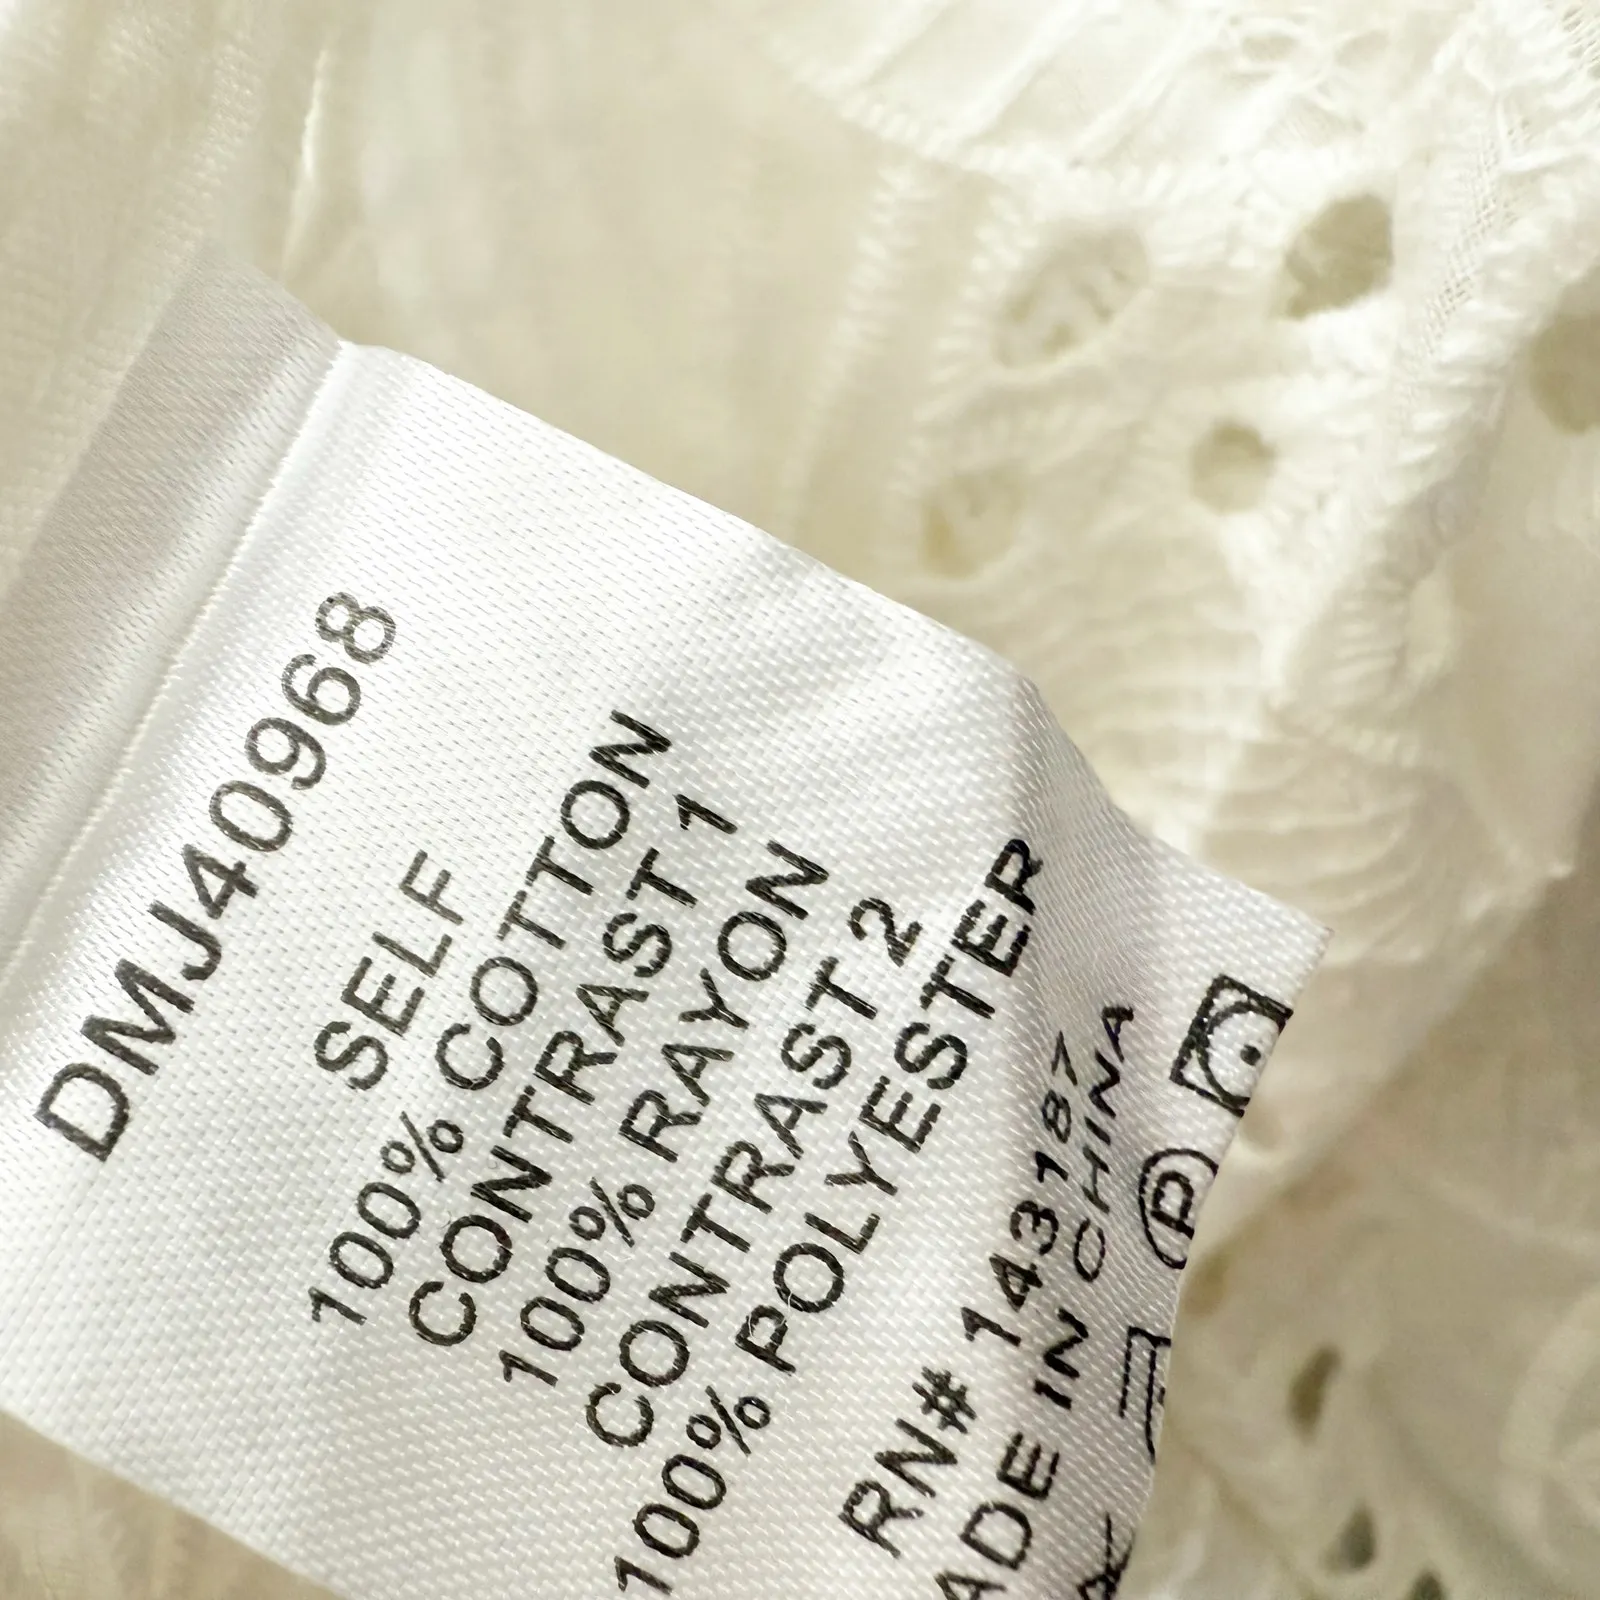 DMJ40968
SELF
100% COTTON
CONTRAST 1
100% RAYON
CONTRAST 2
100% POLYESTER
RN# 143187
ADE IN CHINA
P